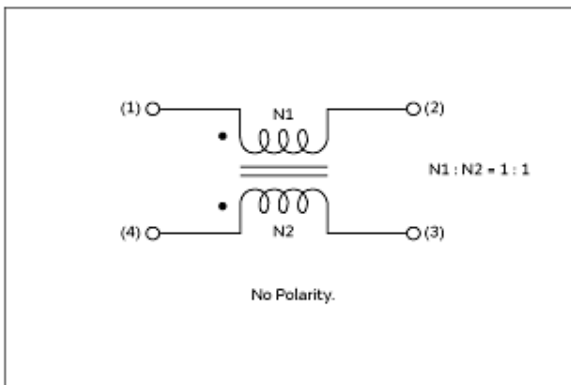 (1)
N1
(2)
N1 : N2 = 1 : 1
(4)
N2
(3)
No Polarity.